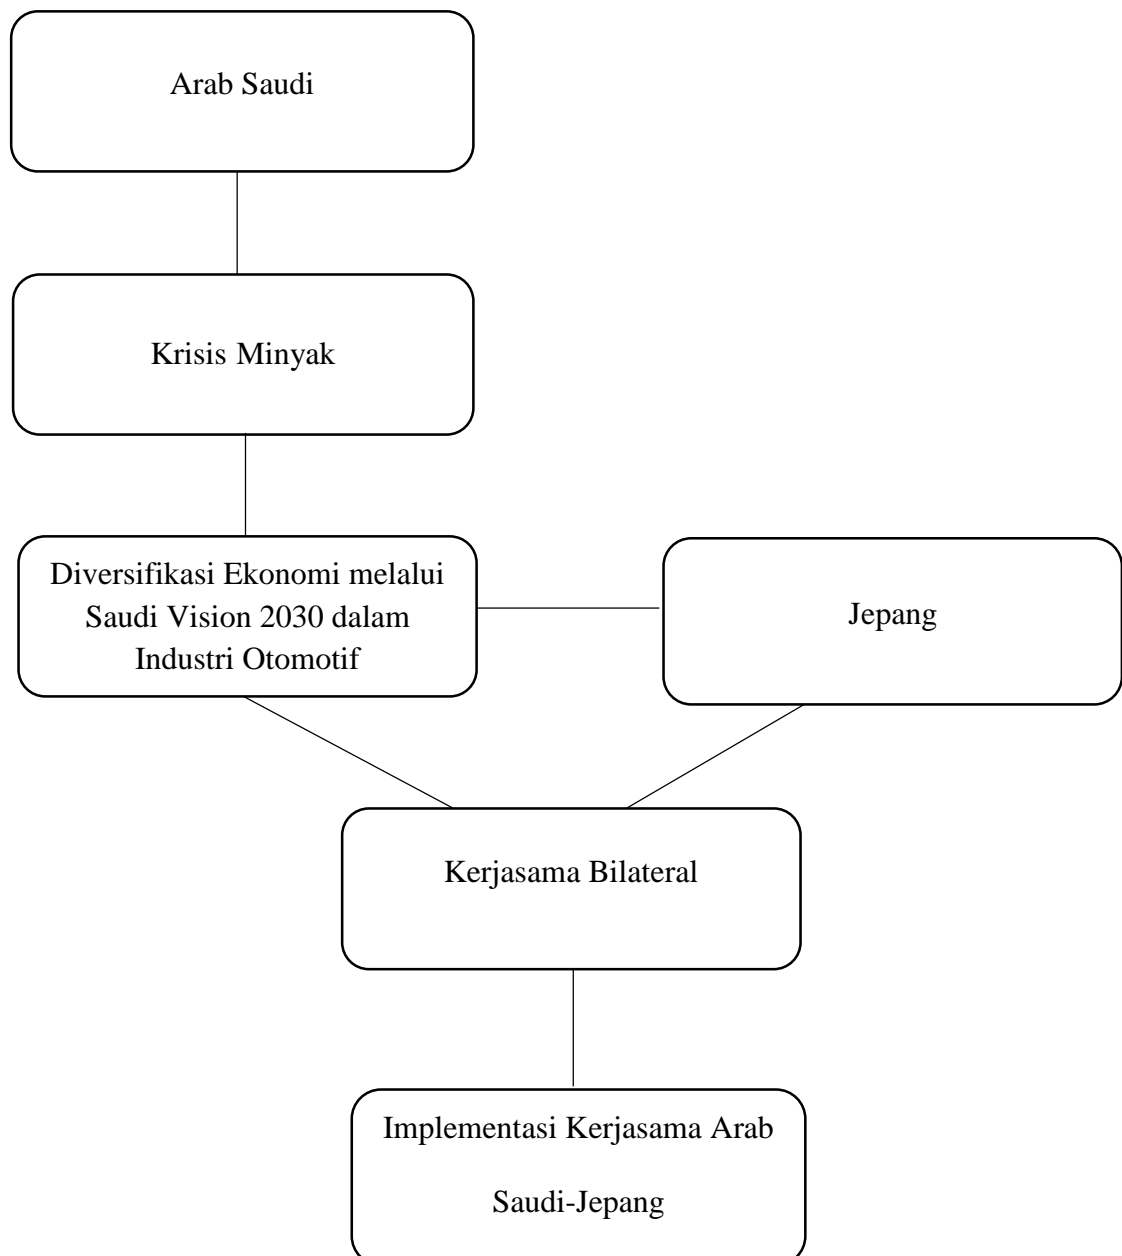 Arab Saudi
Krisis Minyak
Diversifikasi Ekonomi melalui
Saudi Vision 2030 dalam
Industri Otomotif
Jepang
Kerjasama Bilateral
Implementasi Kerjasama Arab
Saudi-Jepang